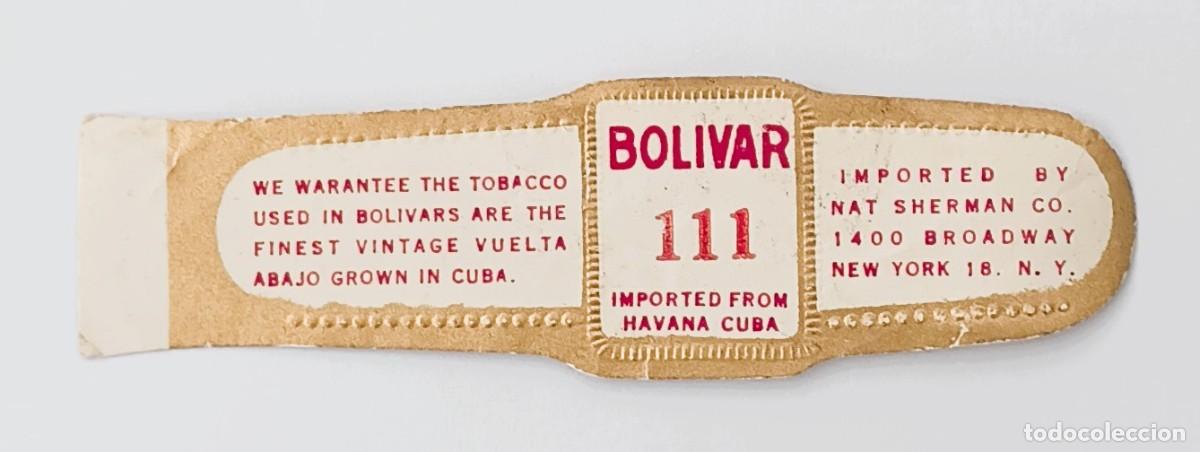 WE WARANTEE THE TOBACCO
USED IN BOLIVARS ARE THE
FINEST VINTAGE VUELTA
ABAJO GROWN IN CUBA.
BOLIVAR
111
IMPORTED FROM
HAVANA CUBA
IMPORTED BY
NAT SHERMAN CO.
1400 BROADWAY
NEW YORK 18. N. Y.
todocoleccion